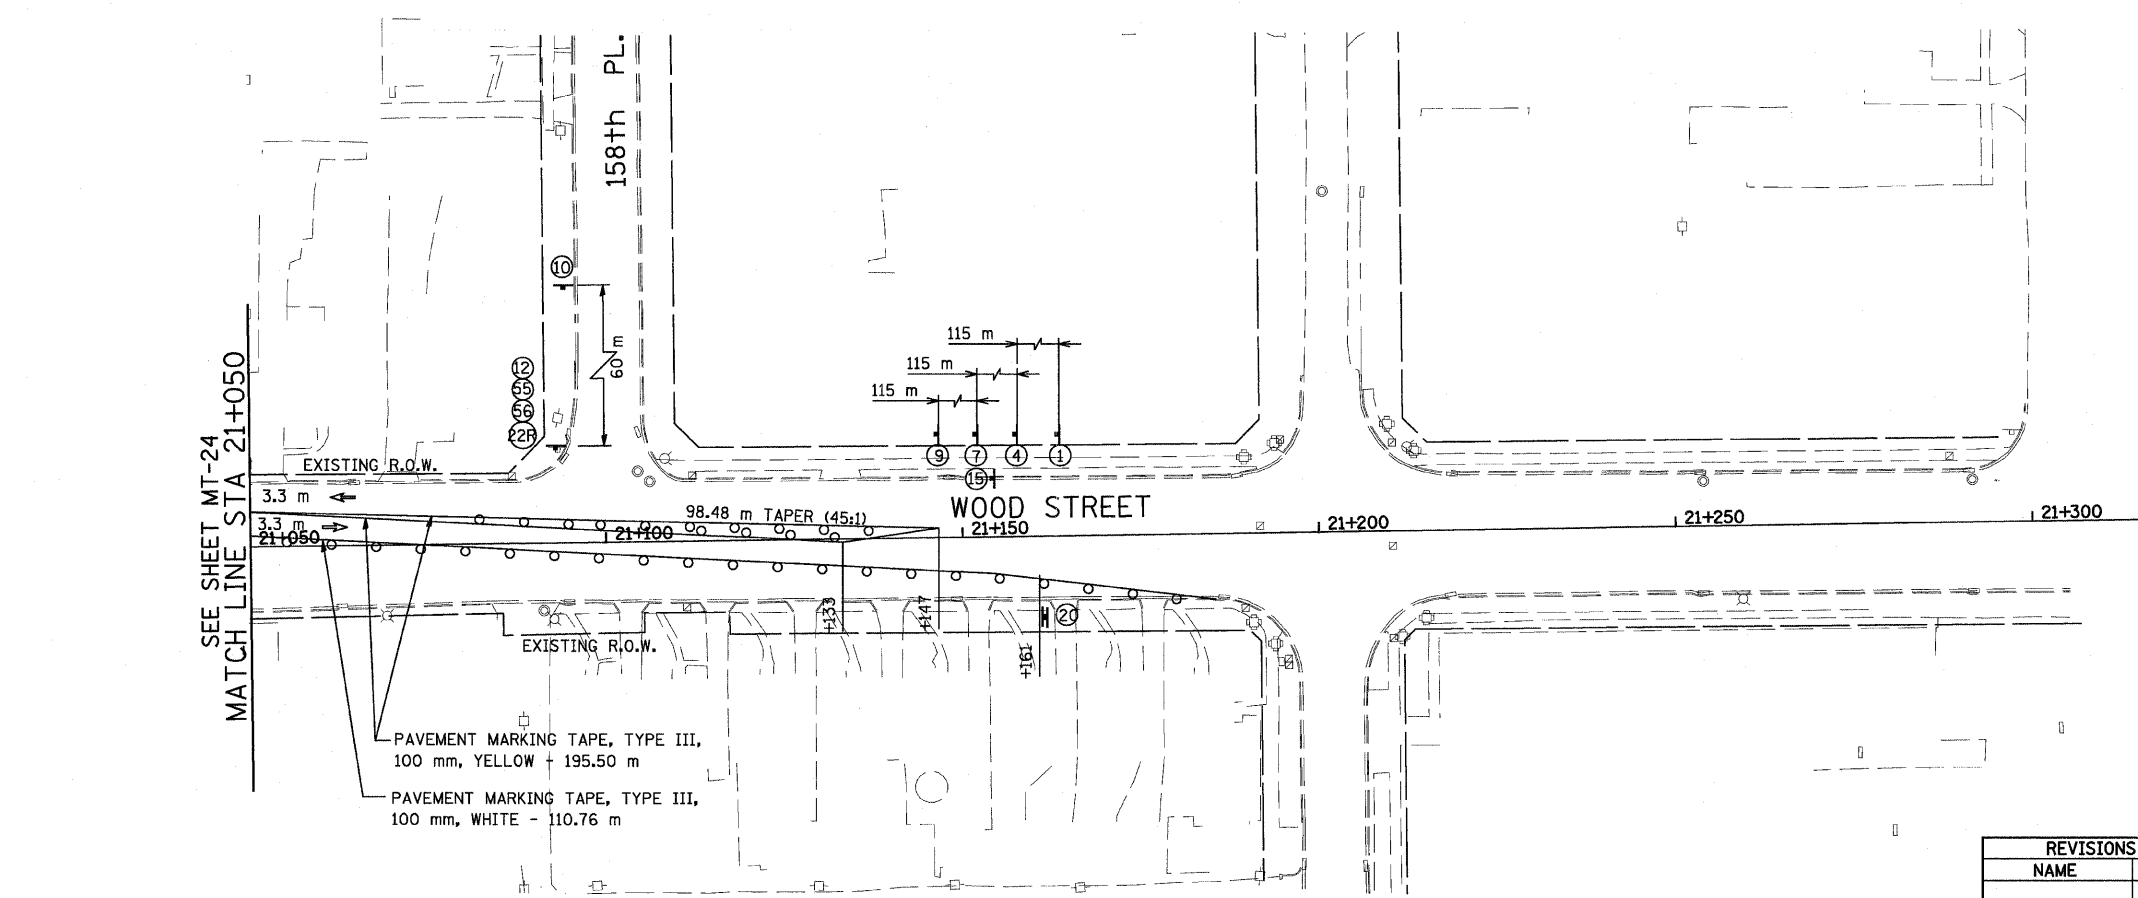 158th PL.
10
60 m
12
55
56
22R
115 m
115 m
115 m
9
7
4
1
15
SEE SHEET MT-24
MATCH LINE STA 21+050
EXISTING R.O.W.
3.3 m
3.3 m
98.48 m TAPER (45:1)
WOOD STREET
21+050
21+100
21+150
21+200
21+250
21+300
+133
+147
+161
20
EXISTING R.O.W.
PAVEMENT MARKING TAPE, TYPE III,
100 mm, YELLOW - 195.50 m
PAVEMENT MARKING TAPE, TYPE III,
100 mm, WHITE - 110.76 m
REVISIONS
NAME